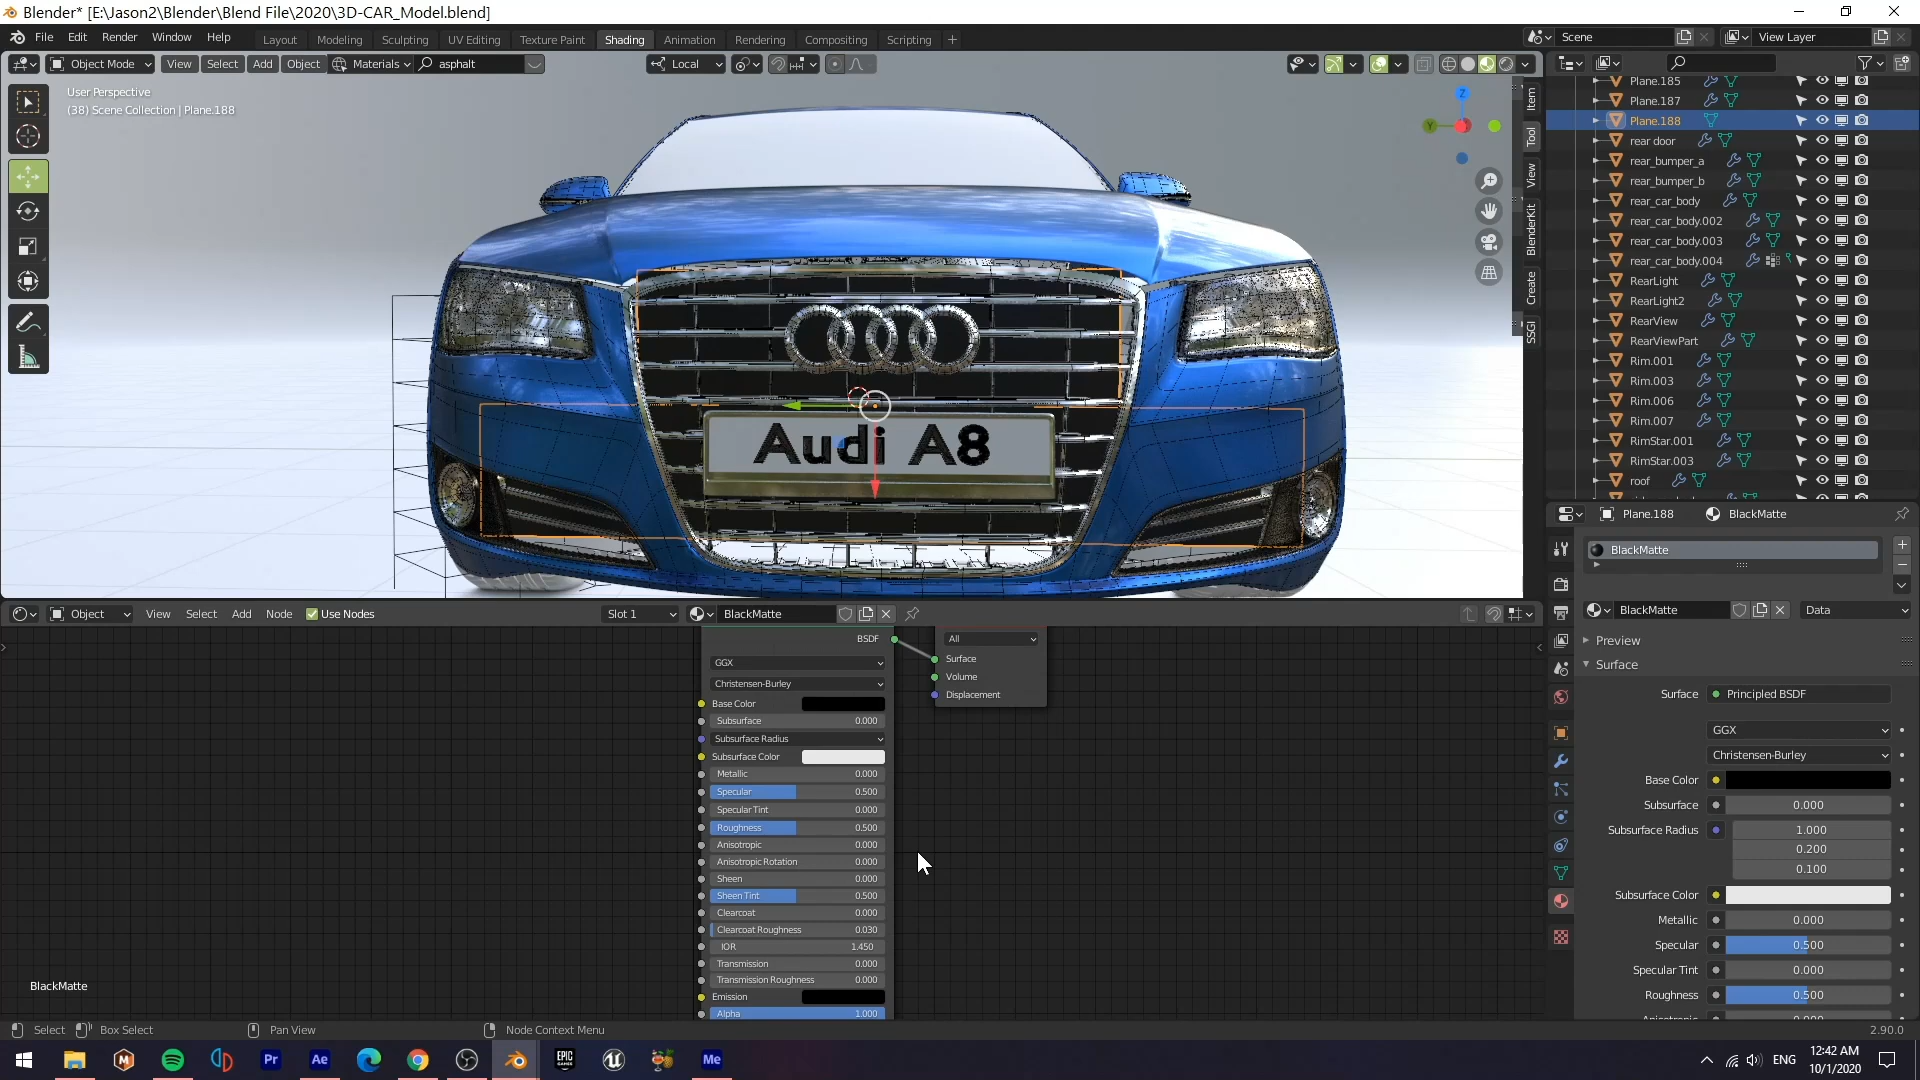 Blender* [E:\Jason2\Blender\Blend File\2020\3D-CAR_Model.blend]
File Edit Render Window Help
Layout Modeling Sculpting UV Editing Texture Paint Shading Animation Rendering Compositing Scripting +
Scene
View Layer
Object Mode View Select Add Object Materials asphalt
Local
User Perspective
(38) Scene Collection | Plane.188
Z
Y
Item
Tool
View
BlenderKit
Create
SSGI
Audi A8
Plane.185
Plane.187
Plane.188
rear door
rear_bumper_a
rear_bumper_b
rear_car_body
rear_car_body.002
rear_car_body.003
rear_car_body.004
RearLight
RearLight2
RearView
RearViewPart
Rim.001
Rim.003
Rim.006
Rim.007
RimStar.001
RimStar.003
roof
Plane.188 BlackMatte
BlackMatte
BlackMatte Data
Preview
Surface
Surface Principled BSDF
GGX
Christensen-Burley
Base Color
Subsurface 0.000
Subsurface Radius 1.000
0.200
0.100
Subsurface Color
Metallic 0.000
Specular 0.500
Specular Tint 0.000
Roughness 0.500
Object View Select Add Node Use Nodes Slot 1 BlackMatte
BSDF
GGX
Christensen-Burley
Base Color
Subsurface 0.000
Subsurface Radius
Subsurface Color
Metallic 0.000
Specular 0.500
Specular Tint 0.000
Roughness 0.500
Anisotropic 0.000
Anisotropic Rotation 0.000
Sheen 0.000
Sheen Tint 0.500
Clearcoat 0.000
Clearcoat Roughness 0.030
IOR 1.450
Transmission 0.000
Transmission Roughness 0.000
Emission
Alpha 1.000
All
Surface
Volume
Displacement
BlackMatte
Select Box Select Pan View Node Context Menu 2.90.0
Pr Ae EPIC GAMES Me
ENG
12:42 AM
10/1/2020